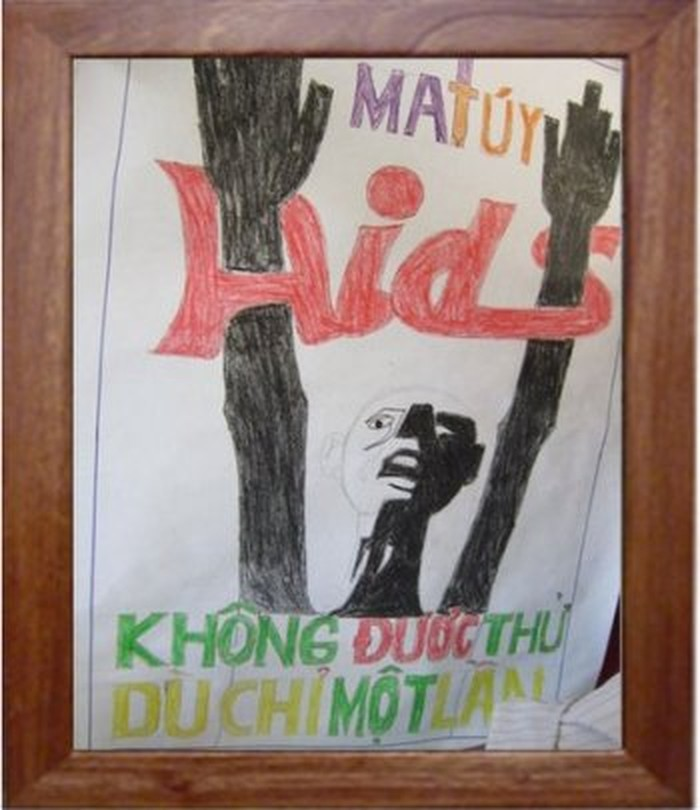 MA TÚY
Hids
KHÔNG ĐƯỢC THỬ
DÙ CHỈ MỘT LẦN